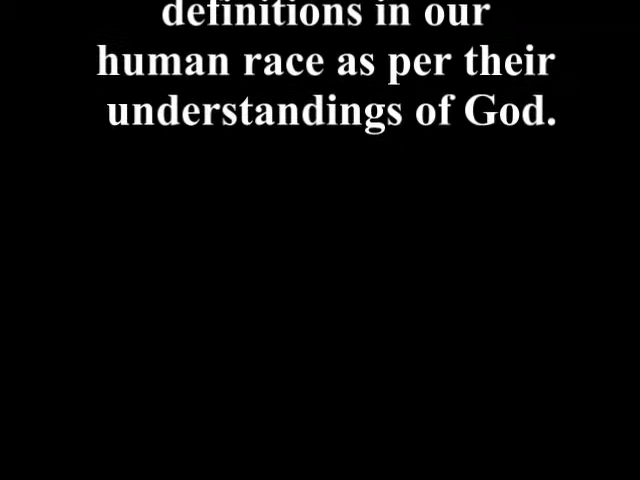 definitions in our
human race as per their
understandings of God.